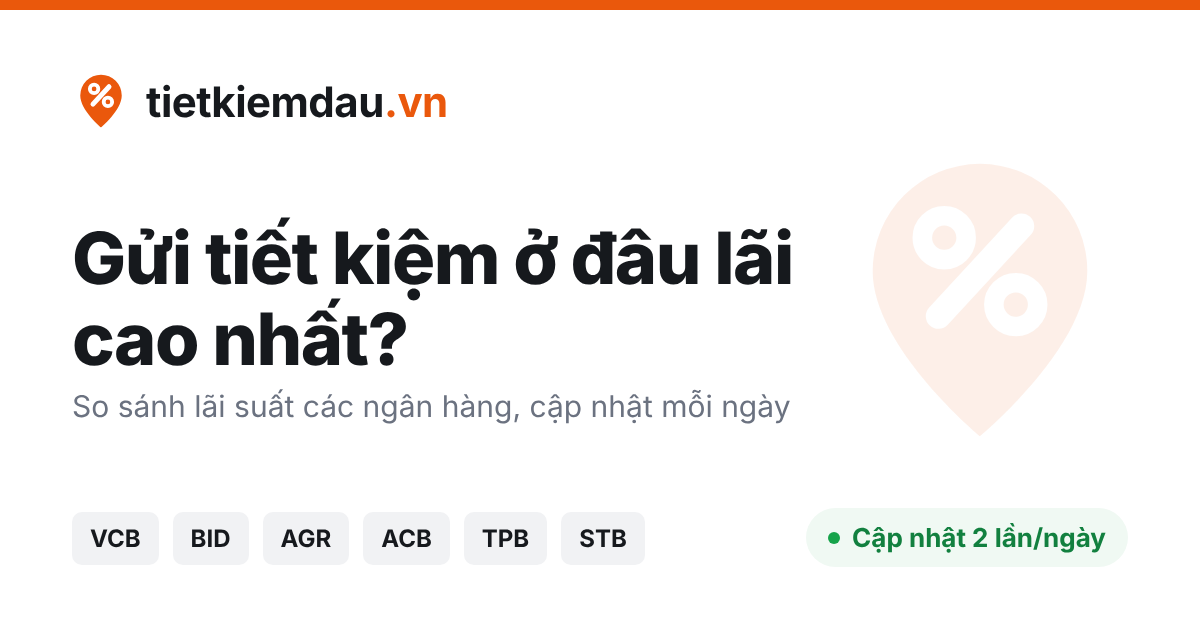 tietkiemdau.vn
Gửi tiết kiệm ở đâu lãi
cao nhất?
So sánh lãi suất các ngân hàng, cập nhật mỗi ngày
VCB BID AGR ACB TPB STB
Cập nhật 2 lần/ngày